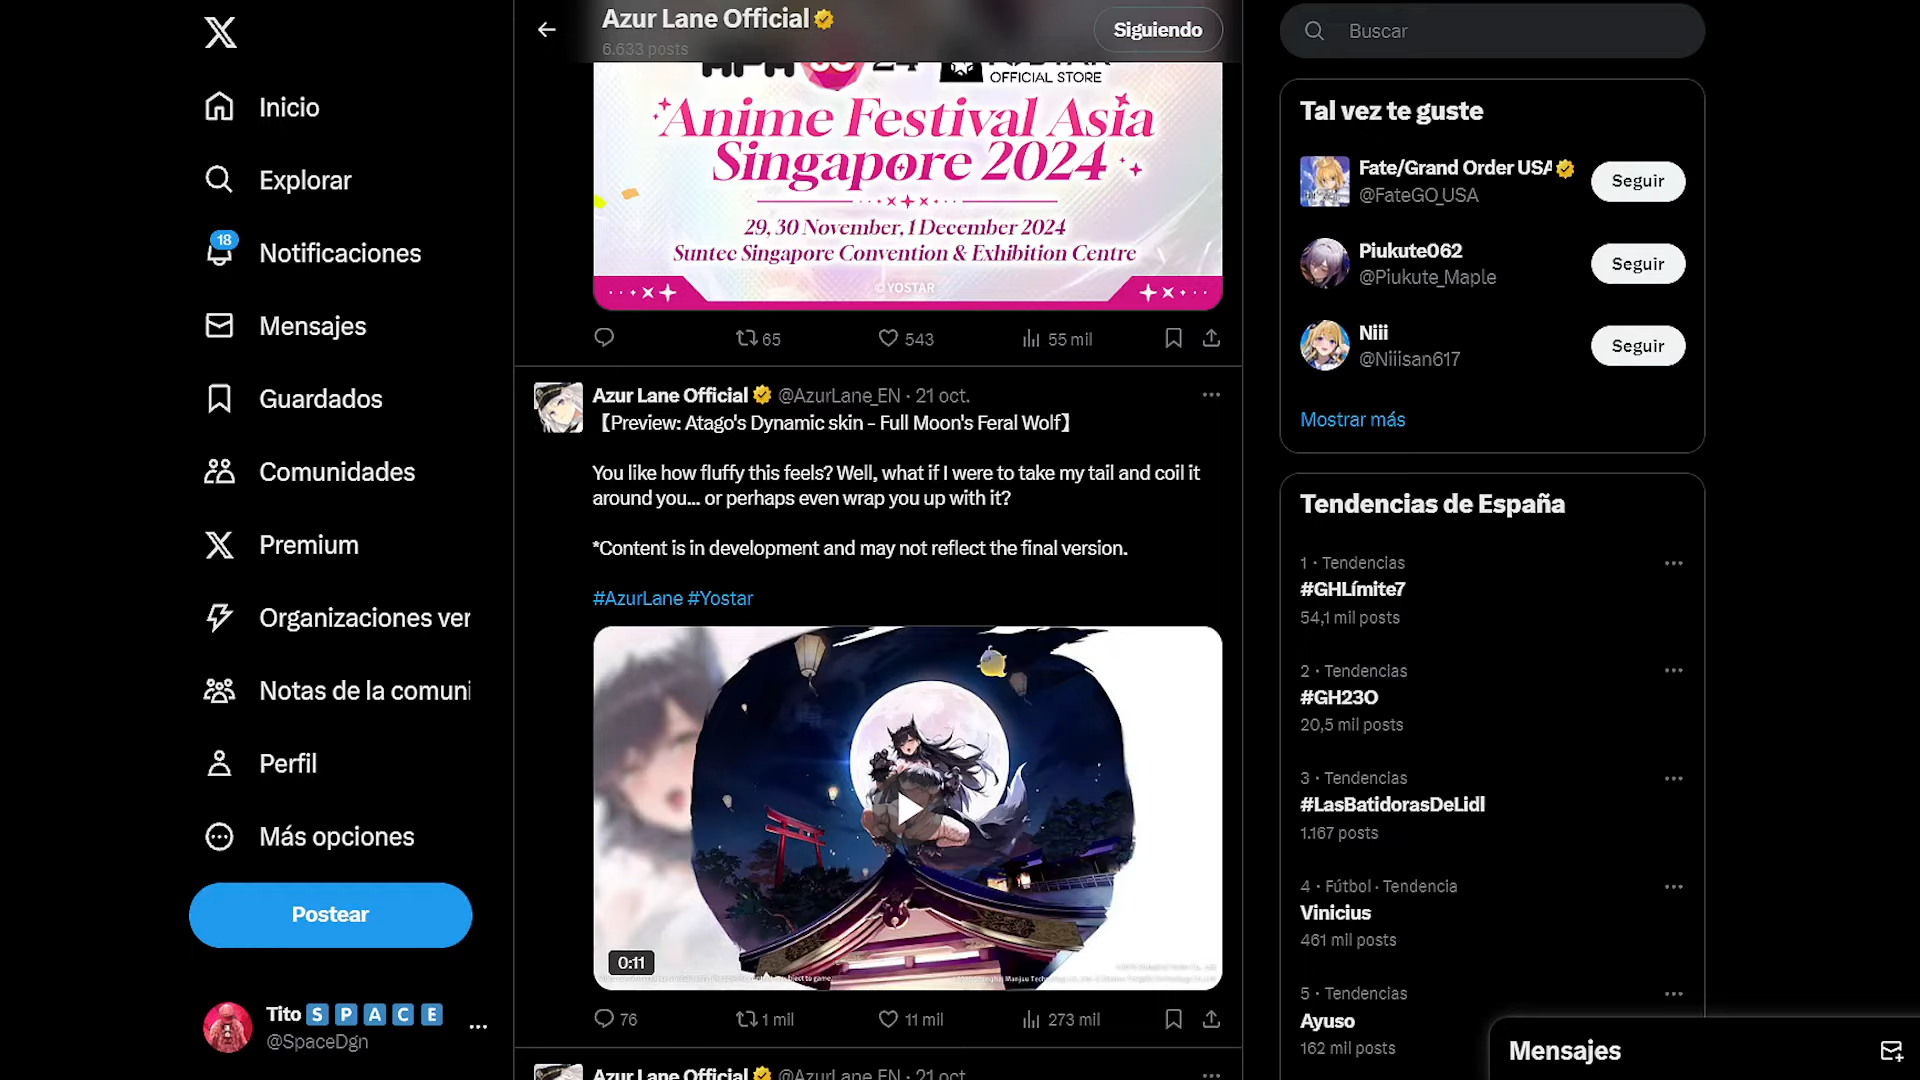 Inicio
Explorar
18
Notificaciones
Mensajes
Guardados
Comunidades
Premium
Organizaciones ver
Notas de la comuni
Perfil
Más opciones
Postear
Tito 🆂🅿🅰🅲🅴
@SpaceDgn
Azur Lane Official
6.633 posts
Siguiendo
24
OFFICIAL STORE
Anime Festival Asia
Singapore 2024
29, 30 November, 1 December 2024
Suntec Singapore Convention & Exhibition Centre
© YOSTAR
65
543
55 mil
Azur Lane Official @AzurLane_EN · 21 oct.
【Preview: Atago's Dynamic skin – Full Moon's Feral Wolf】
You like how fluffy this feels? Well, what if I were to take my tail and coil it
around you... or perhaps even wrap you up with it?
*Content is in development and may not reflect the final version.
#AzurLane #Yostar
0:11
76
1 mil
11 mil
273 mil
Azur Lane Official @AzurLane_EN · 21 oct.
Buscar
Tal vez te guste
Fate/Grand Order USA
@FateGO_USA
Seguir
Piukute062
@Piukute_Maple
Seguir
Niii
@Niiisan617
Seguir
Mostrar más
Tendencias de España
1 · Tendencias
#GHLímite7
54,1 mil posts
2 · Tendencias
#GH23O
20,5 mil posts
3 · Tendencias
#LasBatidorasDeLidl
1.167 posts
4 · Fútbol · Tendencia
Vinicius
461 mil posts
5 · Tendencias
Ayuso
162 mil posts
Mensajes